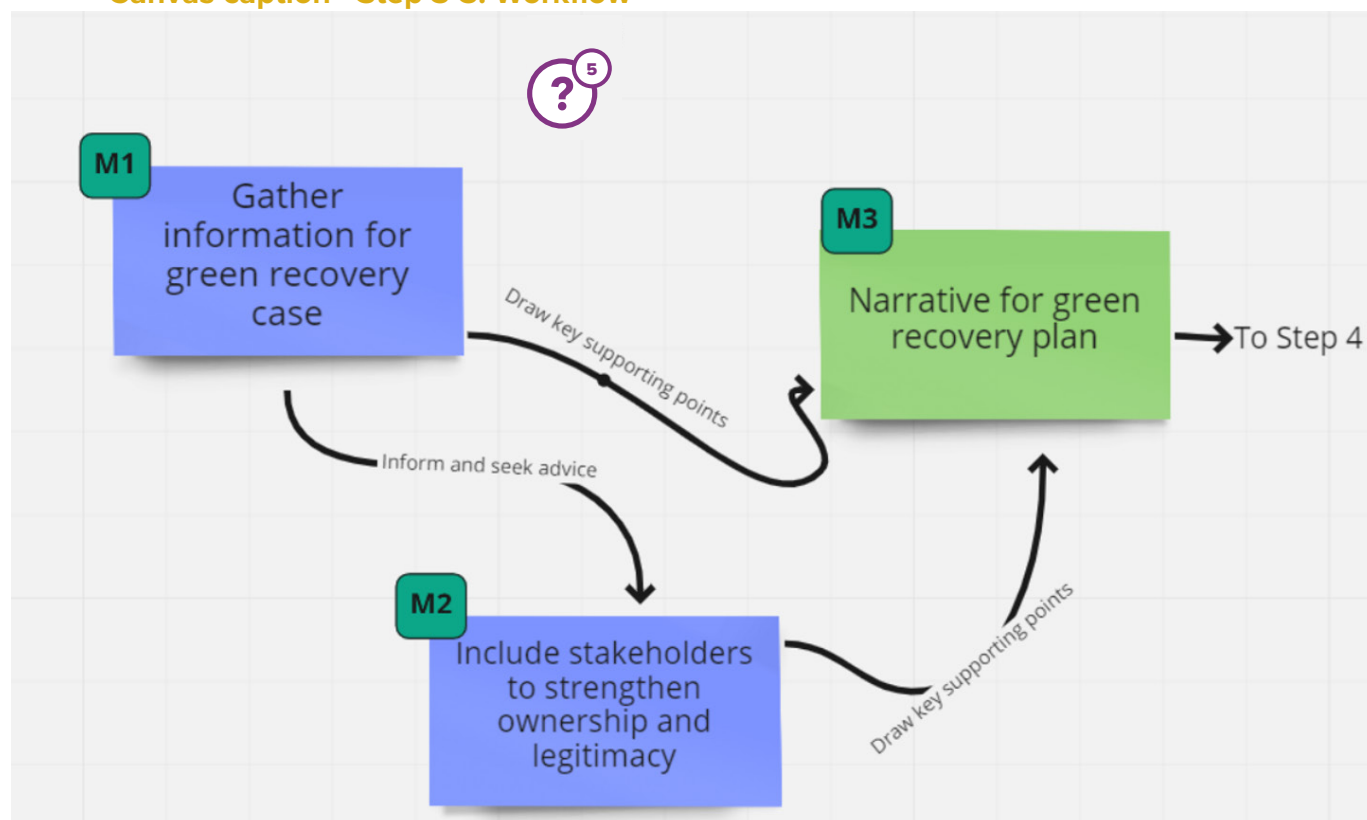 ? 5
M1
Gather
information for
green recovery
case
Draw key supporting points
M3
Narrative for green
recovery plan
To Step 4
Inform and seek advice
M2
Include stakeholders
to strengthen
ownership and
legitimacy
Draw key supporting points